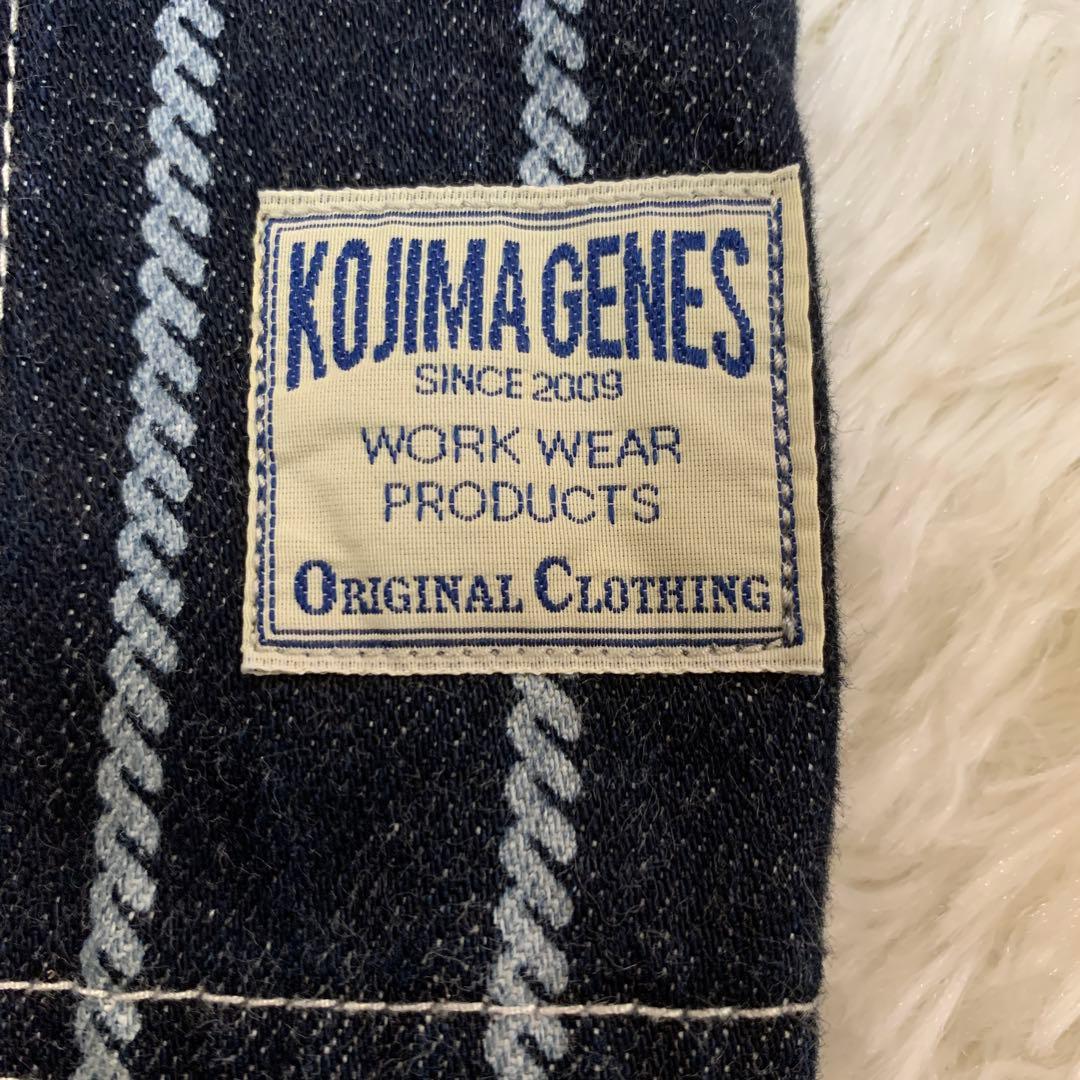 KOJIMA GENES
SINCE 2009
WORK WEAR
PRODUCTS
ORIGINAL CLOTHING